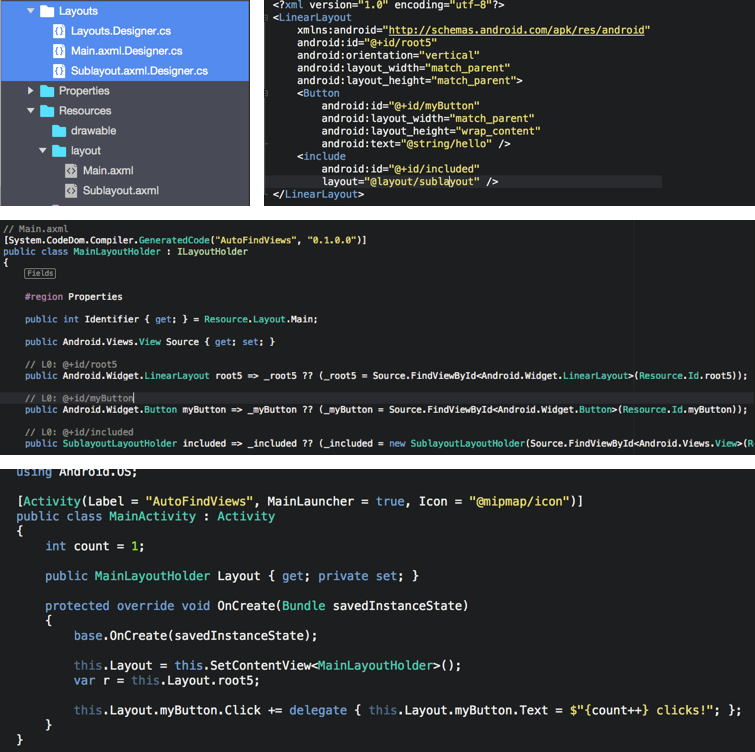 Layouts
Layouts.Designer.cs
Main.axml.Designer.cs
Sublayout.axml.Designer.cs
Properties
Resources
drawable
layout
Main.axml
Sublayout.axml
<?xml version="1.0" encoding="utf-8"?>
<LinearLayout
xmlns:android="http://schemas.android.com/apk/res/android"
android:id="@+id/root5"
android:orientation="vertical"
android:layout_width="match_parent"
android:layout_height="match_parent">
<Button
android:id="@+id/myButton"
android:layout_width="match_parent"
android:layout_height="wrap_content"
android:text="@string/hello" />
<include
android:id="@+id/included"
layout="@layout/sublayout" />
</LinearLayout>
// Main.axml
[System.CodeDom.Compiler.GeneratedCode("AutoFindViews", "0.1.0.0")]
public class MainLayoutHolder : ILayoutHolder
{
Fields
#region Properties
public int Identifier { get; } = Resource.Layout.Main;
public Android.Views.View Source { get; set; }
// L0: @+id/root5
public Android.Widget.LinearLayout root5 => _root5 ?? (_root5 = Source.FindViewById<Android.Widget.LinearLayout>(Resource.Id.root5));
// L0: @+id/myButton
public Android.Widget.Button myButton => _myButton ?? (_myButton = Source.FindViewById<Android.Widget.Button>(Resource.Id.myButton));
// L0: @+id/included
public SublayoutLayoutHolder included => _included ?? (_included = new SublayoutLayoutHolder(Source.FindViewById<Android.Views.View>(R
using Android.OS;
[Activity(Label = "AutoFindViews", MainLauncher = true, Icon = "@mipmap/icon")]
public class MainActivity : Activity
{
int count = 1;
public MainLayoutHolder Layout { get; private set; }
protected override void OnCreate(Bundle savedInstanceState)
{
base.OnCreate(savedInstanceState);
this.Layout = this.SetContentView<MainLayoutHolder>();
var r = this.Layout.root5;
this.Layout.myButton.Click += delegate { this.Layout.myButton.Text = $"{count++} clicks!"; };
}
}